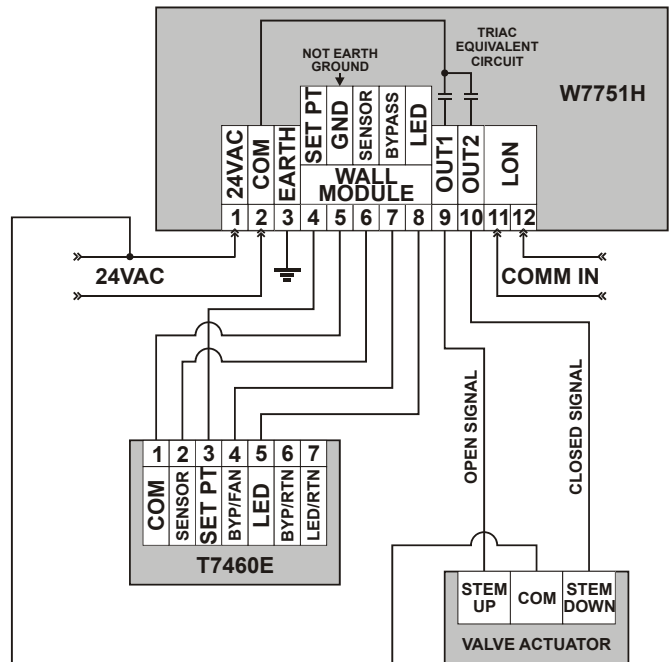 TRIAC
EQUIVALENT
CIRCUIT
NOT EARTH
GROUND
W7751H
SET PT
GND
SENSOR
BYPASS
LED
24VAC
COM
EARTH
WALL
MODULE
OUT1
OUT2
LON
1 2 3 4 5 6 7 8 9 10 11 12
24VAC
COMM IN
OPEN SIGNAL
CLOSED SIGNAL
1 2 3 4 5 6 7
COM
SENSOR
SET PT
BYP/FAN
LED
BYP/RTN
LED/RTN
T7460E
STEM
UP
COM
STEM
DOWN
VALVE ACTUATOR